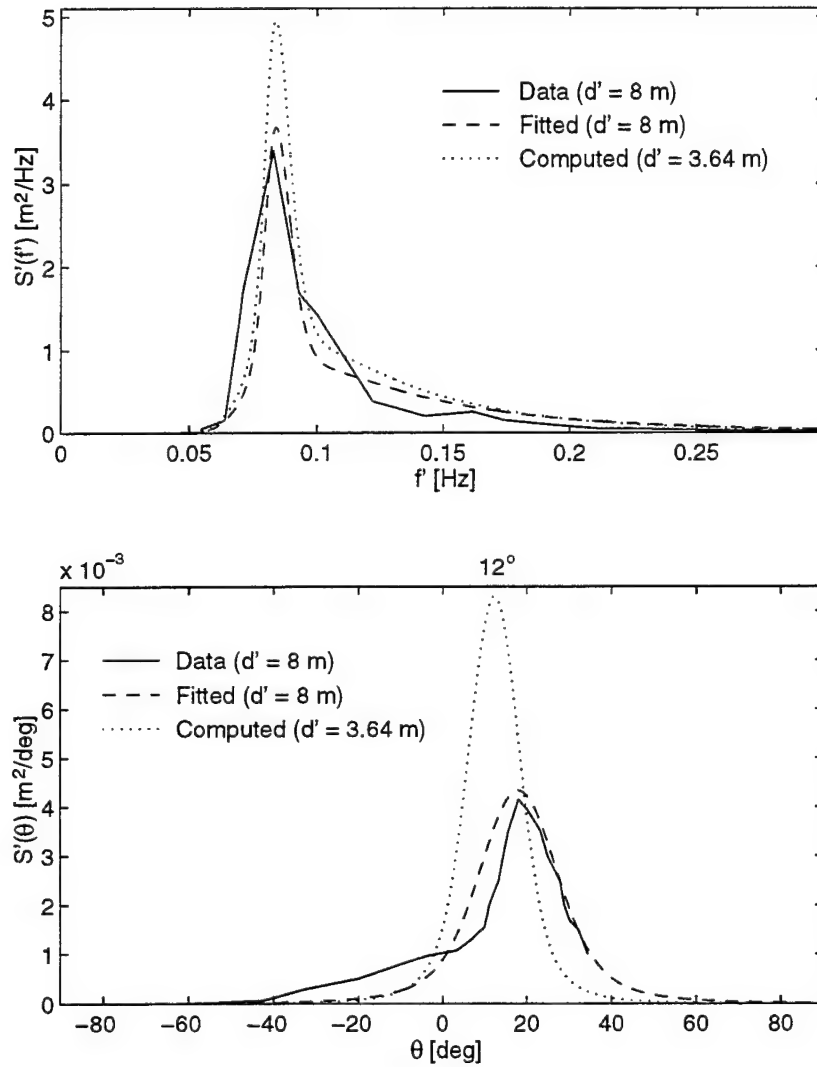 5
4
3
2
1
0
S'(f') [m²/Hz]
Data (d' = 8 m)
Fitted (d' = 8 m)
Computed (d' = 3.64 m)
0 0.05 0.1 0.15 0.2 0.25
f' [Hz]
x 10⁻³
12°
8
7
6
5
4
3
2
1
0
S'(θ) [m²/deg]
Data (d' = 8 m)
Fitted (d' = 8 m)
Computed (d' = 3.64 m)
−80 −60 −40 −20 0 20 40 60 80
θ [deg]